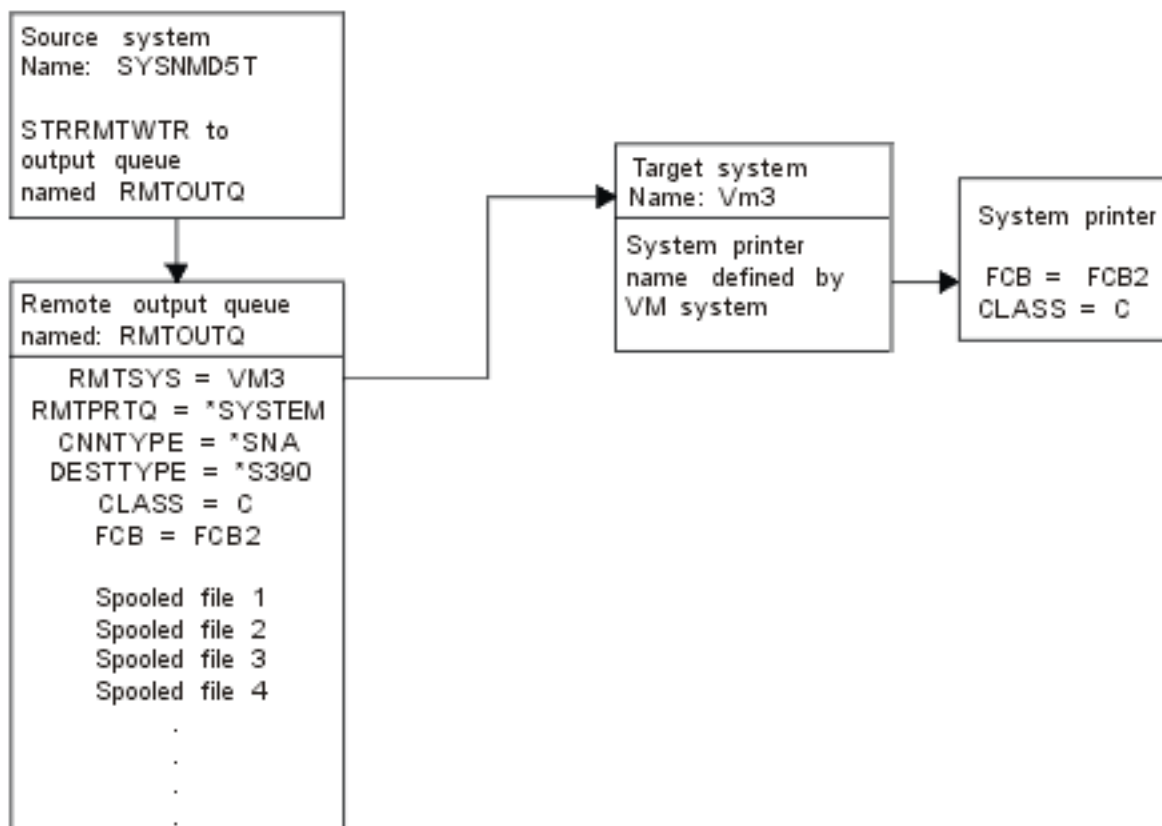 Source system
Name: SYSNMD5T
STRRMTWTR to
output queue
named RMTOUTQ
Remote output queue
named: RMTOUTQ
RMTSYS = VM3
RMTPRTQ = *SYSTEM
CNNTYPE = *SNA
DESTTYPE = *S390
CLASS = C
FCB = FCB2
Spooled file 1
Spooled file 2
Spooled file 3
Spooled file 4
.
.
.
.
Target system
Name: Vm3
System printer
name defined by
VM system
System printer
FCB = FCB2
CLASS = C